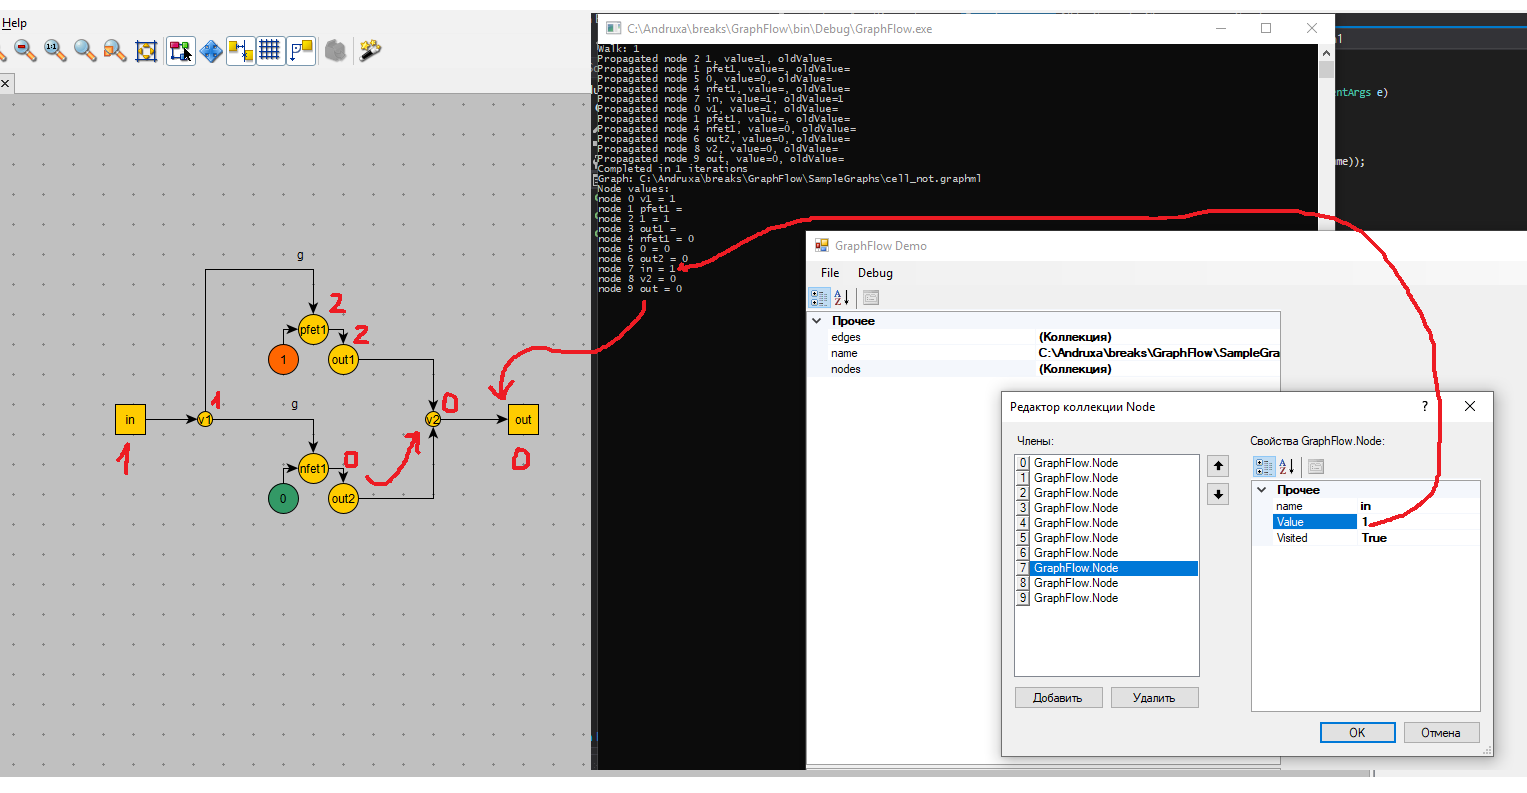 Help
1:1
C:\Andruxa\breaks\GraphFlow\bin\Debug\GraphFlow.exe
Walk: 1
Propagated node 2 1, value=1, oldValue=
Propagated node 1 pfet1, value=, oldValue=
Propagated node 5 0, value=0, oldValue=
Propagated node 4 nfet1, value=, oldValue=
Propagated node 7 in, value=1, oldValue=1
Propagated node 0 v1, value=1, oldValue=
Propagated node 1 pfet1, value=, oldValue=
Propagated node 4 nfet1, value=0, oldValue=
Propagated node 6 out2, value=0, oldValue=
Propagated node 8 v2, value=0, oldValue=
Propagated node 9 out, value=0, oldValue=
Completed in 1 iterations
Graph: C:\Andruxa\breaks\GraphFlow\SampleGraphs\cell_not.graphml
Node values:
node 0 v1 = 1
node 1 pfet1 =
node 2 1 = 1
node 3 out1 =
node 4 nfet1 = 0
node 5 0 = 0
node 6 out2 = 0
node 7 in = 1
node 8 v2 = 0
node 9 out = 0
entArgs e)
me));
g
2
pfet1
2
1
out1
1
g
0
in
v1
v2
out
1
0
nfet1
0
0
out2
GraphFlow Demo
File
Debug
Прочее
edges
(Коллекция)
name
C:\Andruxa\breaks\GraphFlow\SampleGra
nodes
(Коллекция)
Редактор коллекции Node
?
Члены:
Свойства GraphFlow.Node:
0 GraphFlow.Node
1 GraphFlow.Node
2 GraphFlow.Node
3 GraphFlow.Node
4 GraphFlow.Node
5 GraphFlow.Node
6 GraphFlow.Node
7 GraphFlow.Node
8 GraphFlow.Node
9 GraphFlow.Node
Прочее
name in
Value 1
Visited True
Добавить
Удалить
OK
Отмена